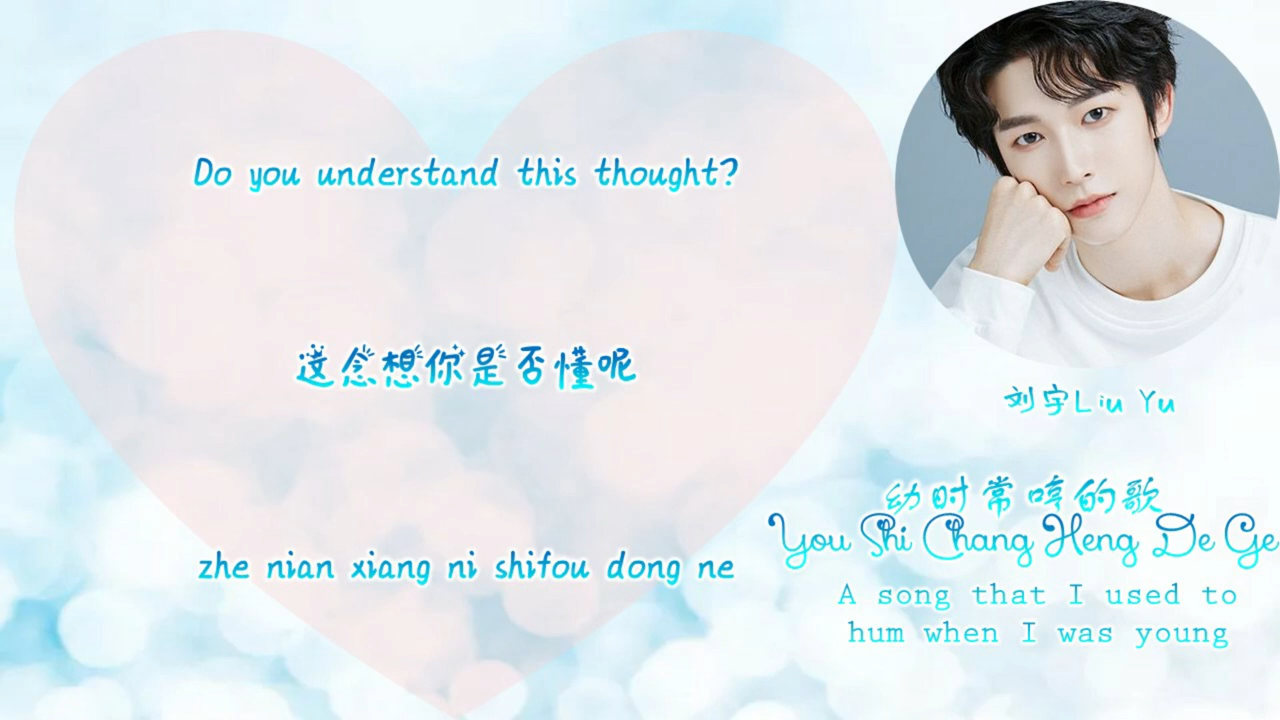 Do you understand this thought?
这念想你是否懂呢
zhe nian xiang ni shifou dong ne
刘宇Liu Yu
幼时常哼的歌
You Shi Chang Heng De Ge
A song that I used to
hum when I was young